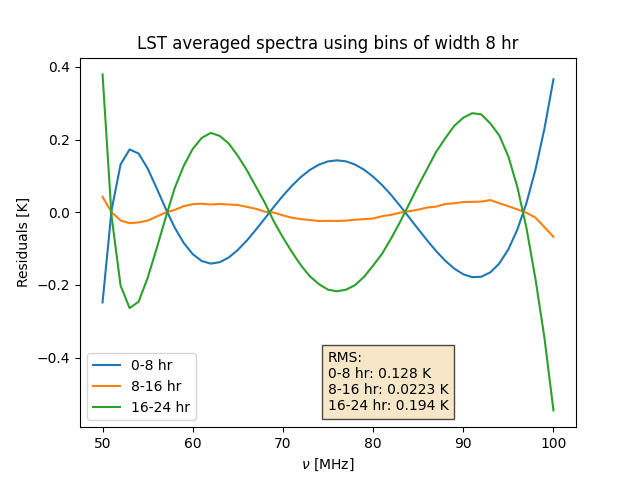 LST averaged spectra using bins of width 8 hr
Residuals [K]
0.4
0.2
0.0
−0.2
−0.4
0-8 hr
8-16 hr
16-24 hr
RMS:
0-8 hr: 0.128 K
8-16 hr: 0.0223 K
16-24 hr: 0.194 K
50
60
70
80
90
100
ν [MHz]